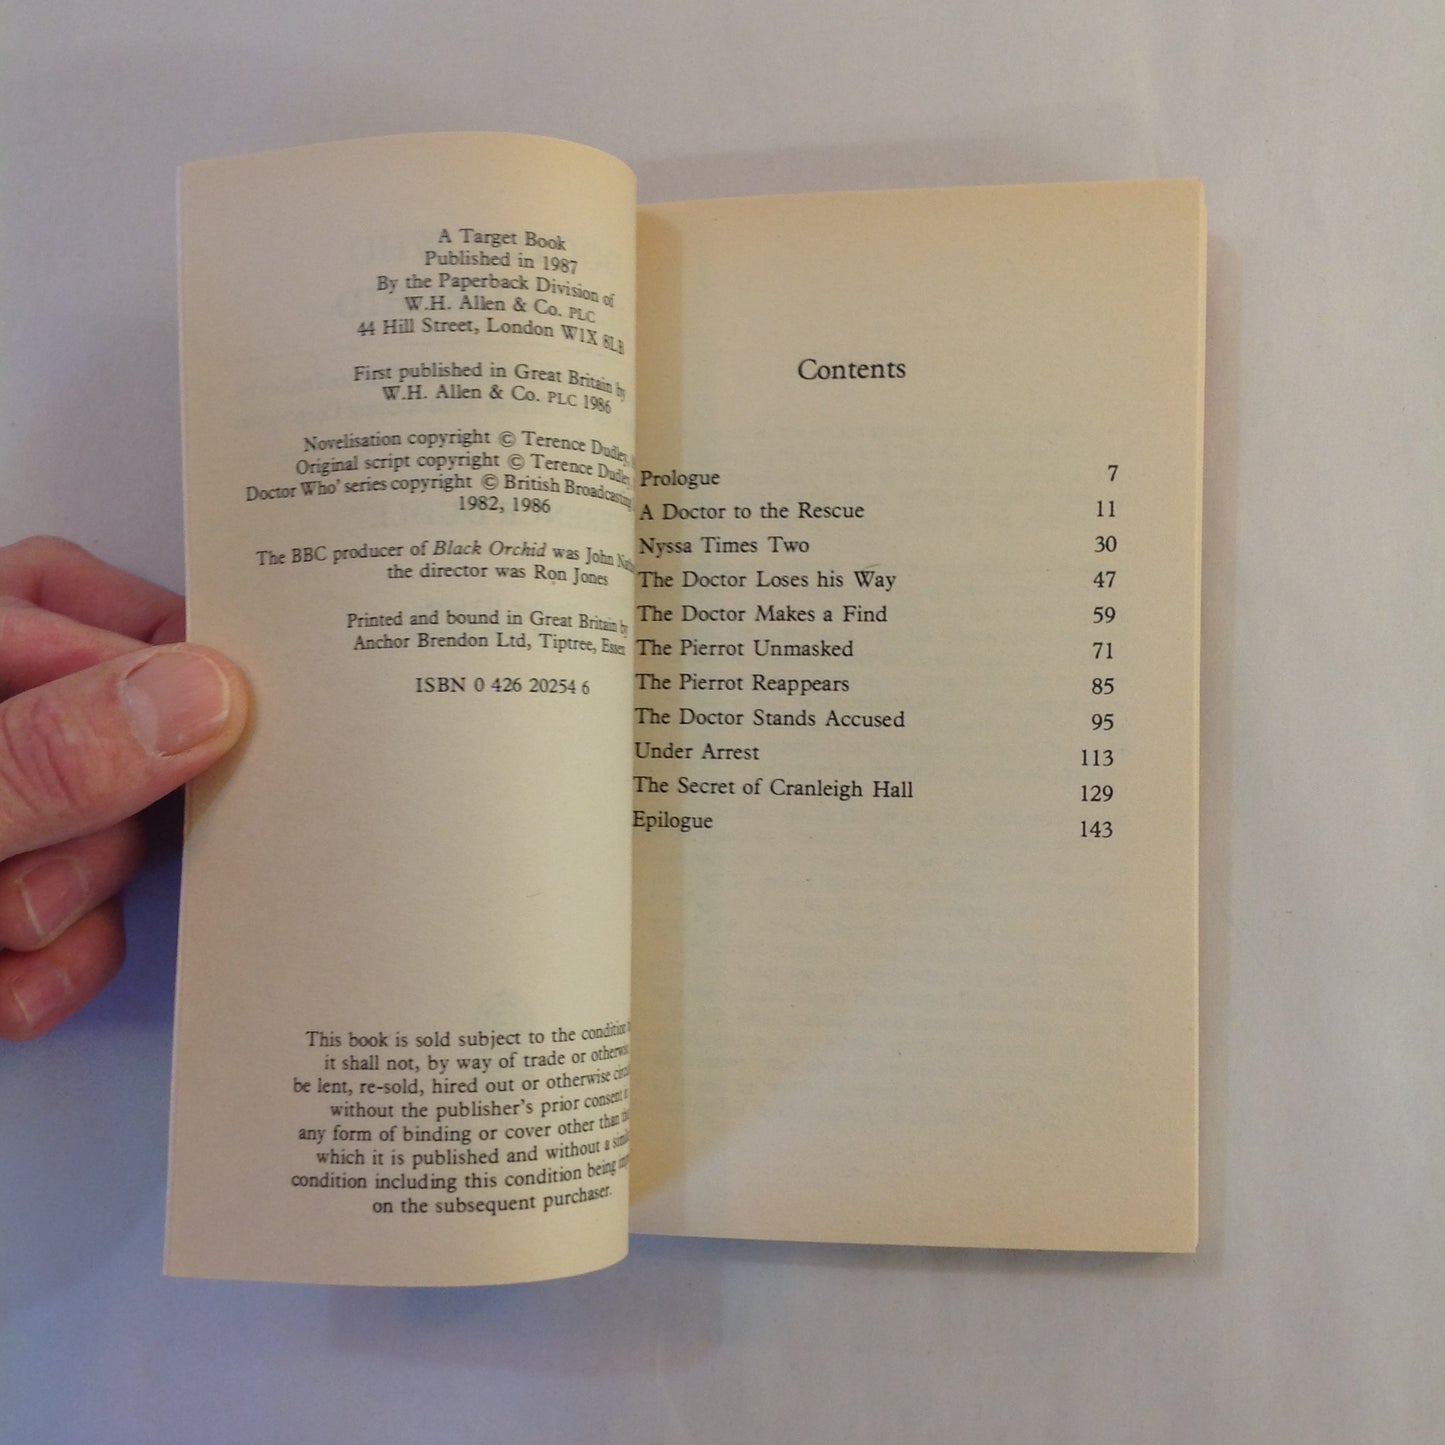 A Target Book
Published in 1987
By the Paperback Division of
W.H. Allen & Co. PLC
44 Hill Street, London W1X 8LB
First published in Great Britain by
W.H. Allen & Co. PLC 1986
Novelisation copyright © Terence Dudley,
Original script copyright © Terence Dudley,
Doctor Who' series copyright © British Broadcasting
1982, 1986
The BBC producer of Black Orchid was John
the director was Ron Jones
Printed and bound in Great Britain by
Anchor Brendon Ltd, Tiptree, Essex
ISBN 0 426 20254 6
This book is sold subject to the condition
it shall not, by way of trade or otherwise
be lent, re-sold, hired out or otherwise
without the publisher's prior consent
any form of binding or cover other than
which it is published and without a
condition including this condition being
on the subsequent purchaser.
Contents
Prologue 7
A Doctor to the Rescue 11
Nyssa Times Two 30
The Doctor Loses his Way 47
The Doctor Makes a Find 59
The Pierrot Unmasked 71
The Pierrot Reappears 85
The Doctor Stands Accused 95
Under Arrest 113
The Secret of Cranleigh Hall 129
Epilogue 143